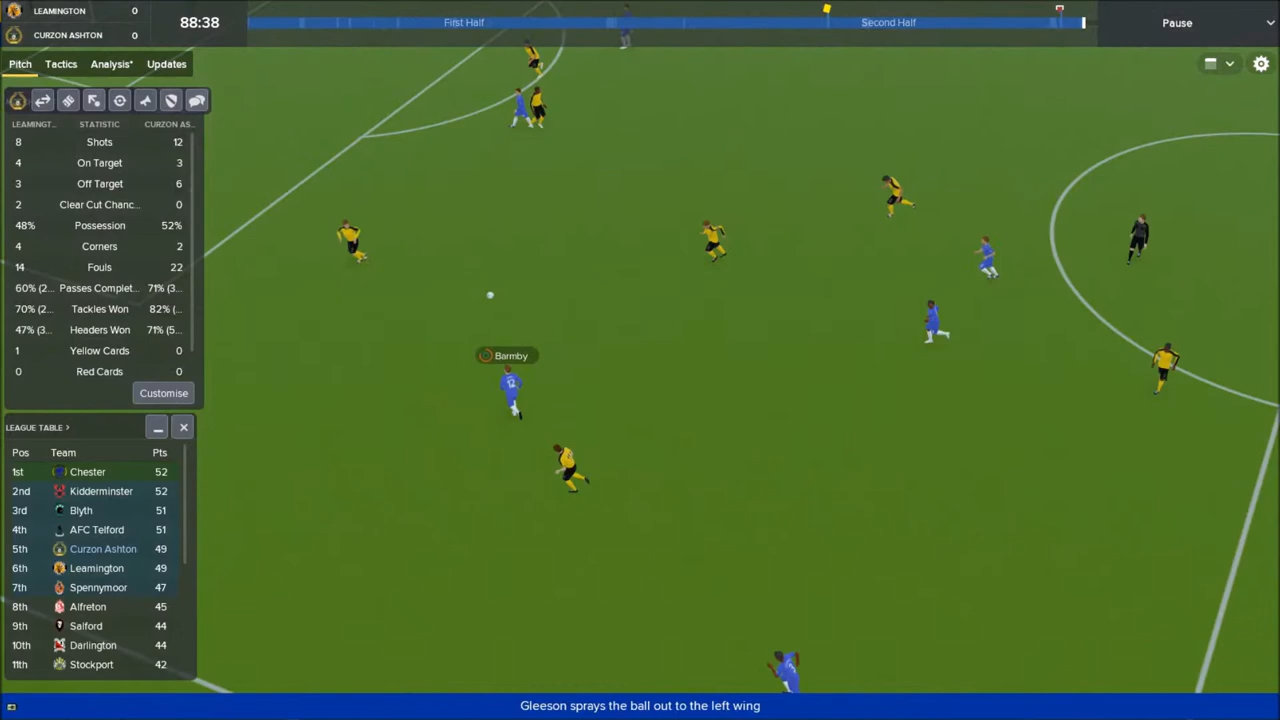 LEAMINGTON 0
CURZON ASHTON 0
88:38
First Half
Second Half
Pause
Pitch Tactics Analysis* Updates
LEAMINGT... STATISTIC CURZON AS...
8 Shots 12
4 On Target 3
3 Off Target 6
2 Clear Cut Chanc... 0
48% Possession 52%
4 Corners 2
14 Fouls 22
60% (2... Passes Complet... 71% (3...
70% (2... Tackles Won 82% (...
47% (3... Headers Won 71% (5...
1 Yellow Cards 0
0 Red Cards 0
Customise
LEAGUE TABLE >
Pos Team Pts
1st Chester 52
2nd Kidderminster 52
3rd Blyth 51
4th AFC Telford 51
5th Curzon Ashton 49
6th Leamington 49
7th Spennymoor 47
8th Alfreton 45
9th Salford 44
10th Darlington 44
11th Stockport 42
Barmby
12
Gleeson sprays the ball out to the left wing